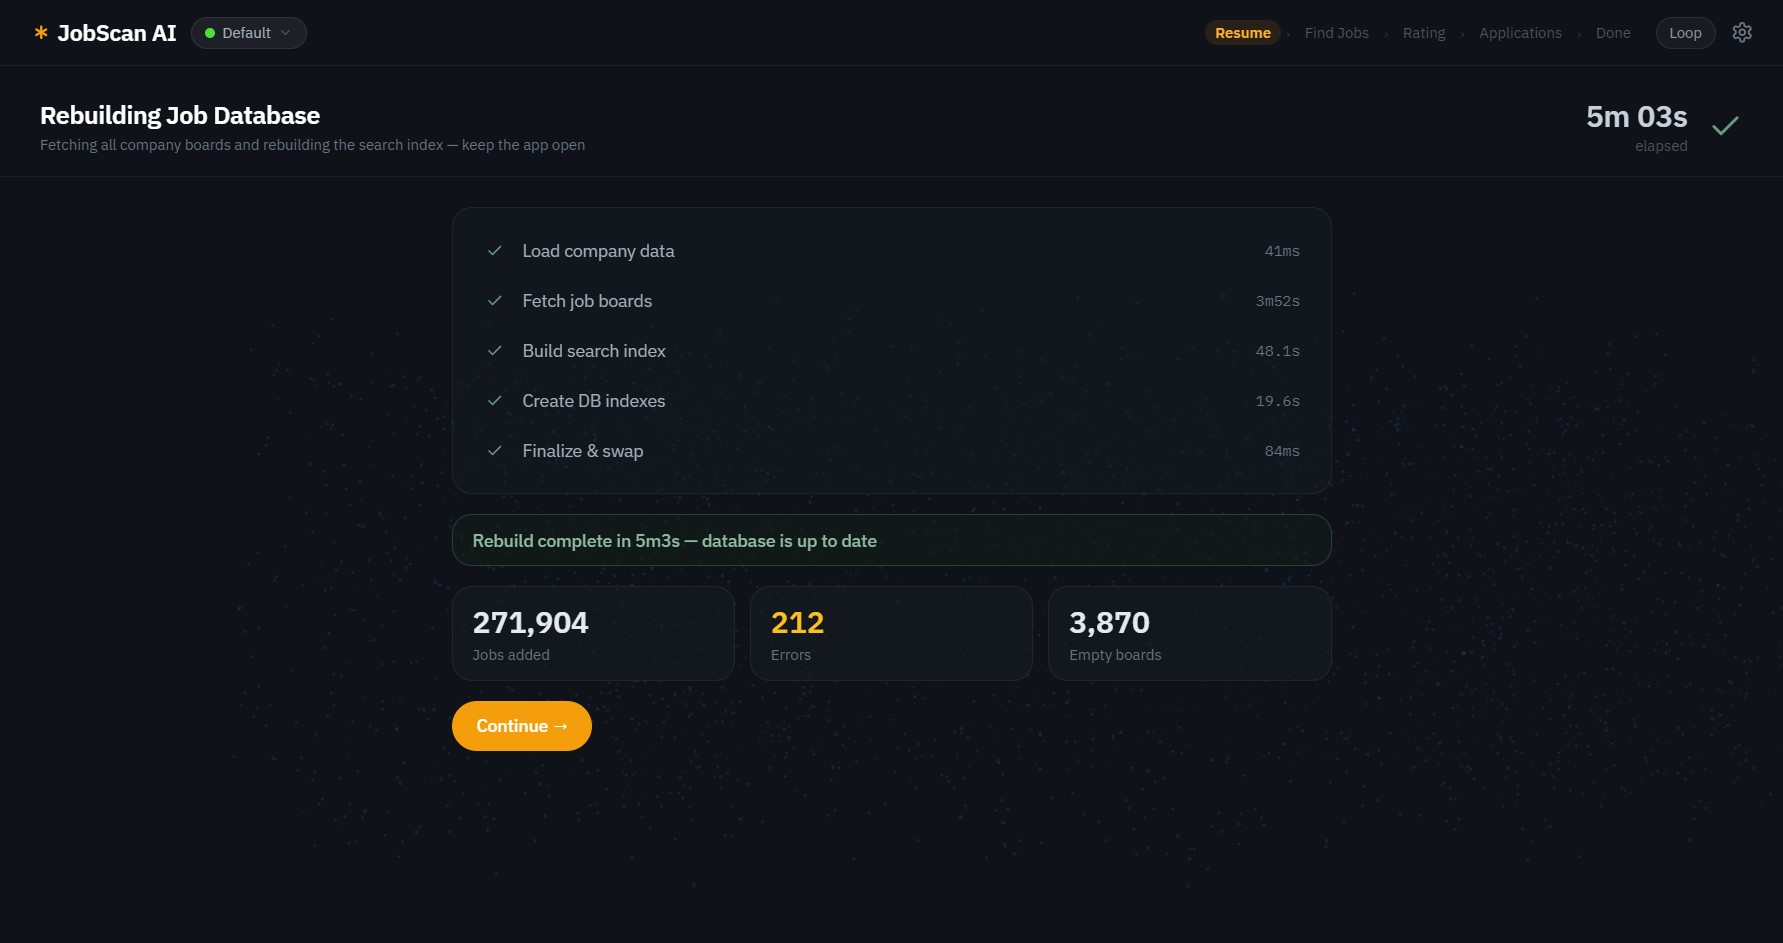 JobScan AI
Default
Resume › Find Jobs › Rating › Applications › Done
Loop
Rebuilding Job Database
Fetching all company boards and rebuilding the search index — keep the app open
5m 03s
elapsed
Load company data 41ms
Fetch job boards 3m52s
Build search index 48.1s
Create DB indexes 19.6s
Finalize & swap 84ms
Rebuild complete in 5m3s — database is up to date
271,904
Jobs added
212
Errors
3,870
Empty boards
Continue →